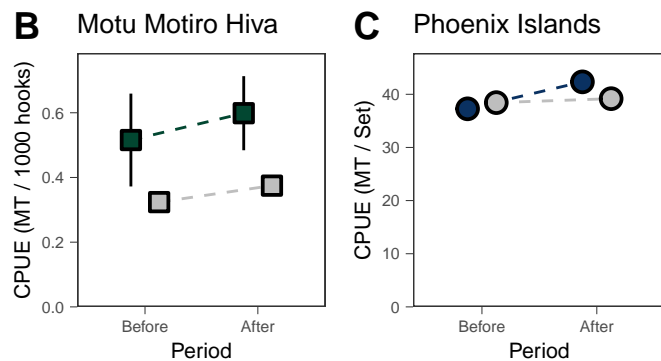 B Motu Motiro Hiva
CPUE (MT / 1000 hooks)
0.6
0.4
0.2
0.0
Before After
Period
C Phoenix Islands
CPUE (MT / Set)
40
30
20
10
0
Before After
Period